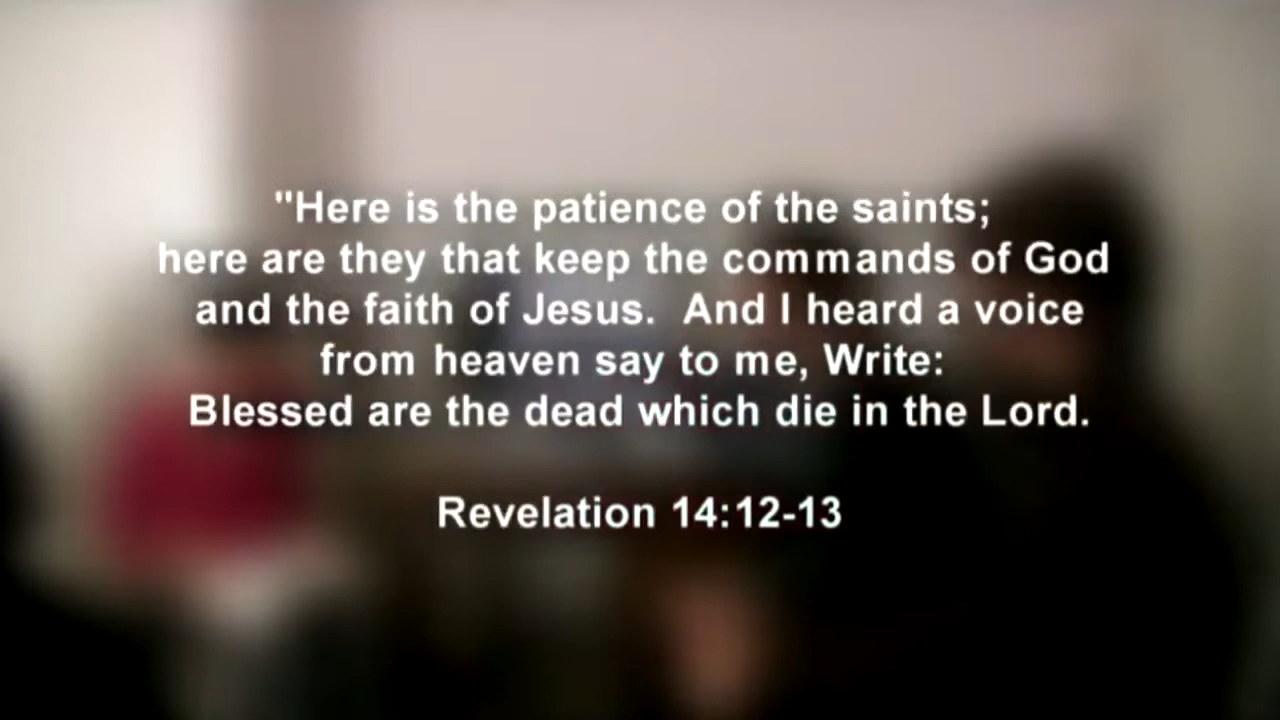 "Here is the patience of the saints;
here are they that keep the commands of God
and the faith of Jesus.  And I heard a voice
from heaven say to me, Write:
Blessed are the dead which die in the Lord.
Revelation 14:12-13